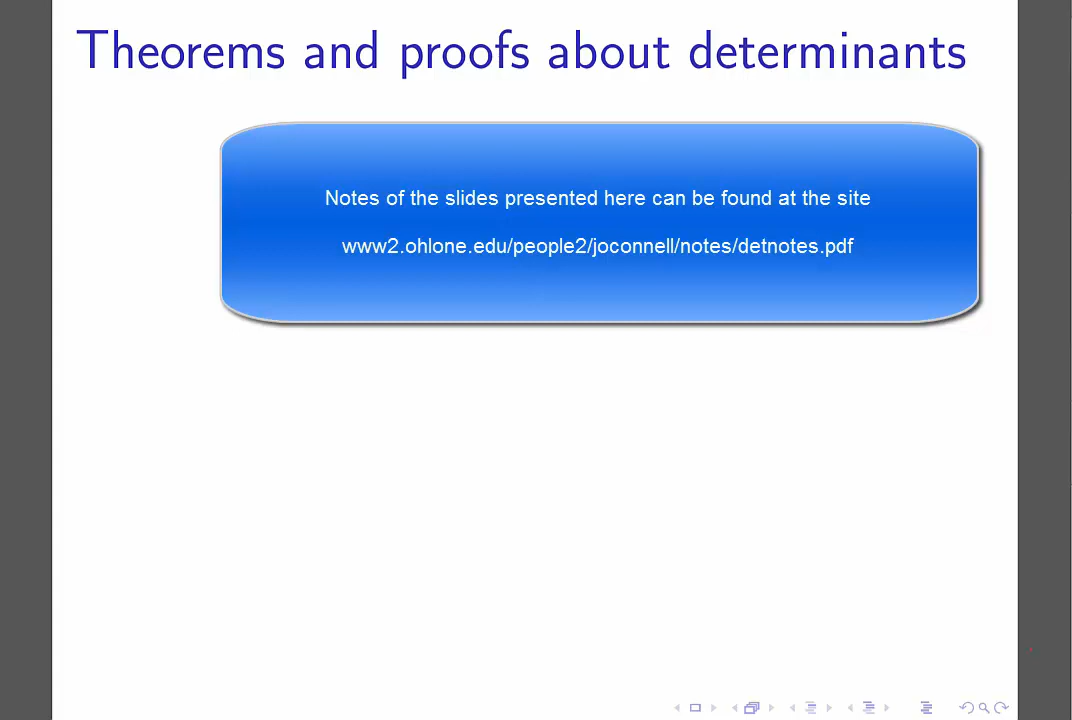 Theorems and proofs about determinants
Notes of the slides presented here can be found at the site
www2.ohlone.edu/people2/joconnell/notes/detnotes.pdf